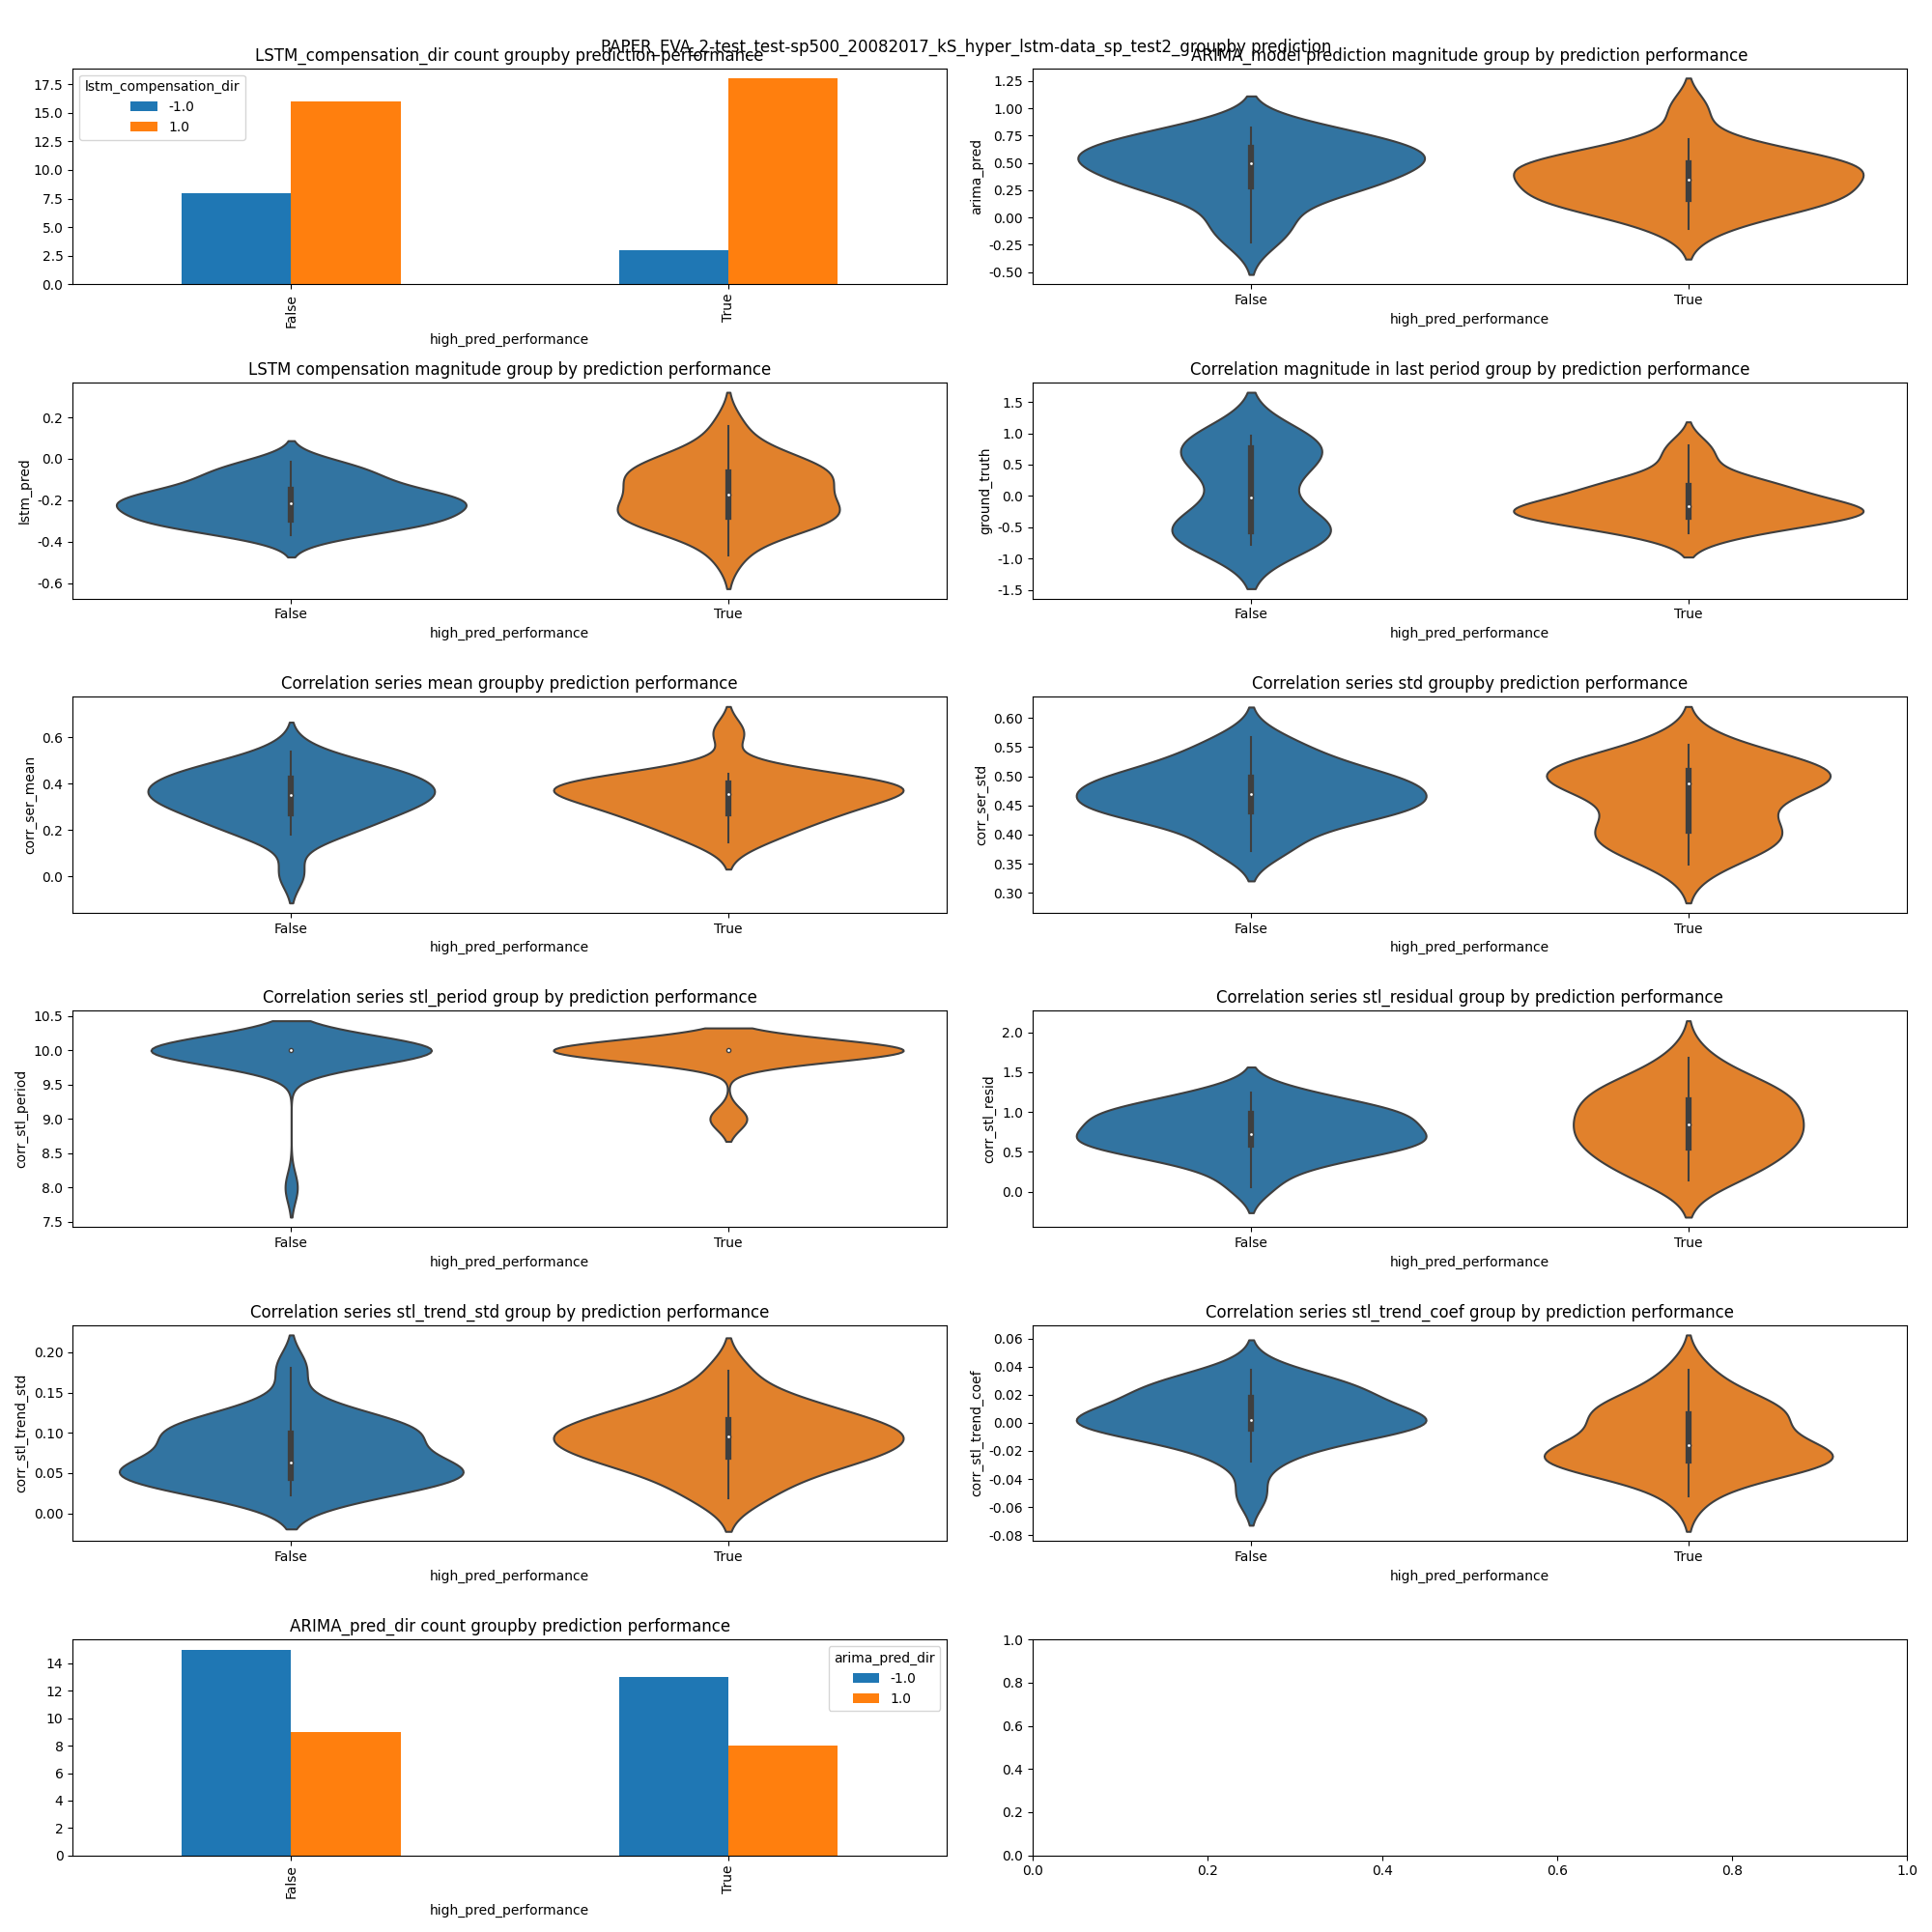 PAPER_EVA_2-test_test-sp500_20082017_kS_hyper_lstm-data_sp_test2_groupby prediction
LSTM_compensation_dir count groupby prediction performance
lstm_compensation_dir
-1.0
1.0
17.5
15.0
12.5
10.0
7.5
5.0
2.5
0.0
False
True
high_pred_performance
ARIMA_model prediction magnitude group by prediction performance
arima_pred
1.25
1.00
0.75
0.50
0.25
0.00
-0.25
-0.50
False
True
high_pred_performance
LSTM compensation magnitude group by prediction performance
lstm_pred
0.2
0.0
-0.2
-0.4
-0.6
False
True
high_pred_performance
Correlation magnitude in last period group by prediction performance
ground_truth
1.5
1.0
0.5
0.0
-0.5
-1.0
-1.5
False
True
high_pred_performance
Correlation series mean groupby prediction performance
corr_ser_mean
0.6
0.4
0.2
0.0
False
True
high_pred_performance
Correlation series std groupby prediction performance
corr_ser_std
0.60
0.55
0.50
0.45
0.40
0.35
0.30
False
True
high_pred_performance
Correlation series stl_period group by prediction performance
corr_stl_period
10.5
10.0
9.5
9.0
8.5
8.0
7.5
False
True
high_pred_performance
Correlation series stl_residual group by prediction performance
corr_stl_resid
2.0
1.5
1.0
0.5
0.0
False
True
high_pred_performance
Correlation series stl_trend_std group by prediction performance
corr_stl_trend_std
0.20
0.15
0.10
0.05
0.00
False
True
high_pred_performance
Correlation series stl_trend_coef group by prediction performance
corr_stl_trend_coef
0.06
0.04
0.02
0.00
-0.02
-0.04
-0.06
-0.08
False
True
high_pred_performance
ARIMA_pred_dir count groupby prediction performance
arima_pred_dir
-1.0
1.0
14
12
10
8
6
4
2
0
False
True
high_pred_performance
1.0
0.8
0.6
0.4
0.2
0.0
0.0
0.2
0.4
0.6
0.8
1.0